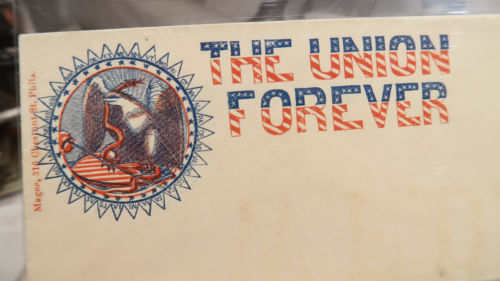 THE UNION
FOREVER
Magee, 316 Chestnut St. Phila.